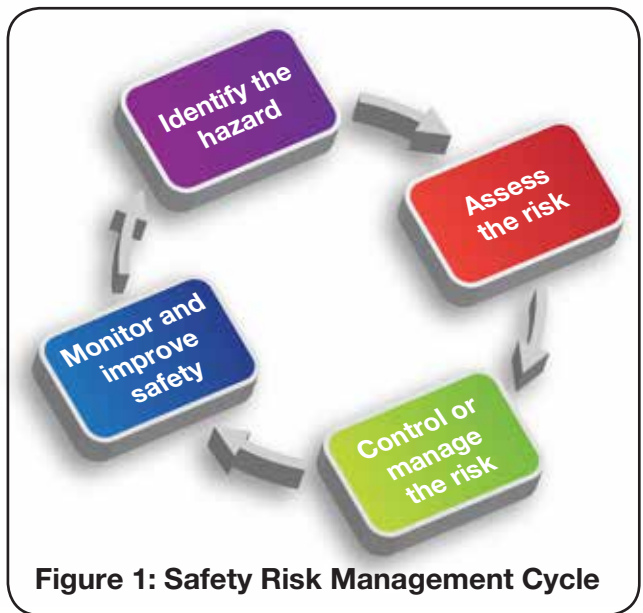 Identify the
hazard
Assess
the risk
Control or
manage
the risk
Monitor and
improve
safety
Figure 1: Safety Risk Management Cycle